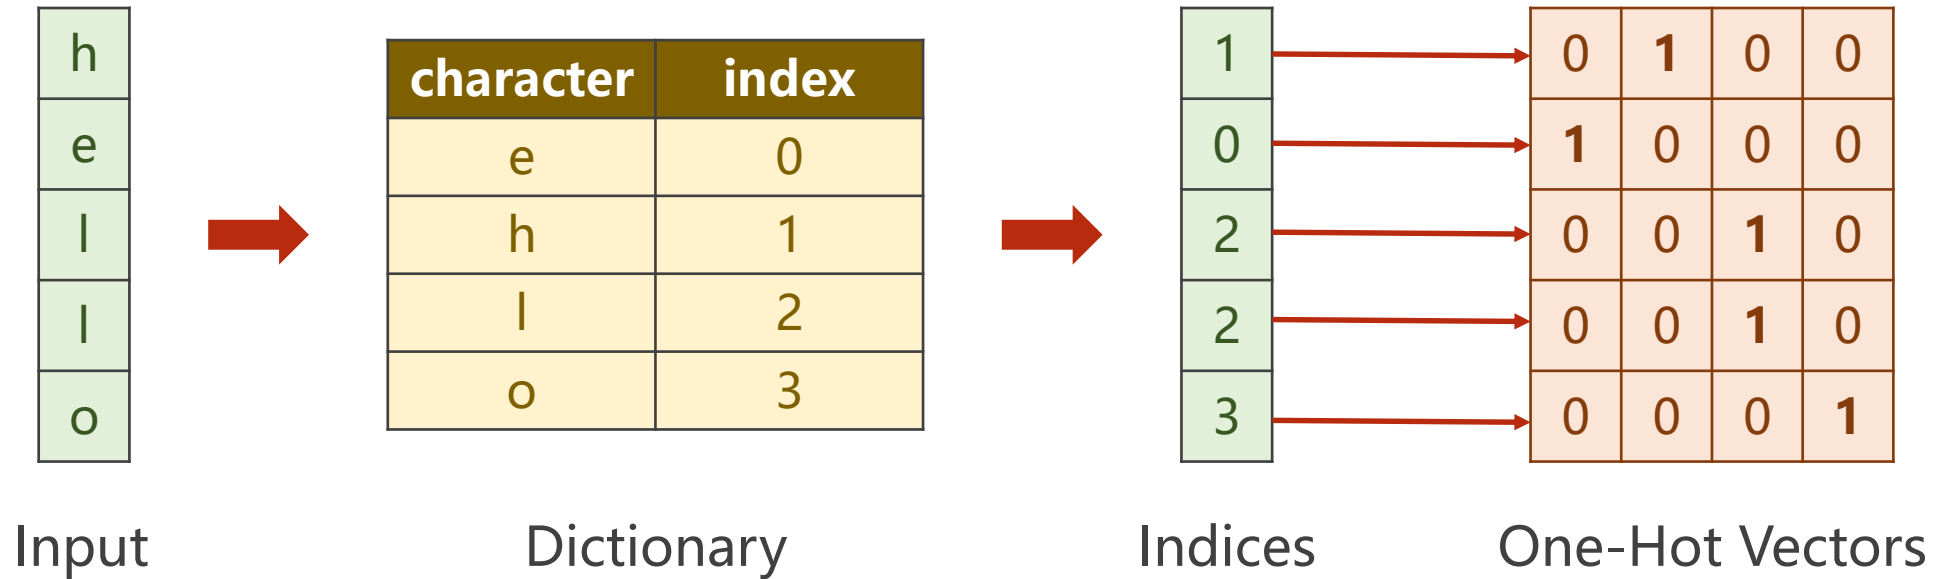 h
e
l
l
o
Input
character index
e 0
h 1
l 2
o 3
Dictionary
1
0
2
2
3
Indices
0 1 0 0
1 0 0 0
0 0 1 0
0 0 1 0
0 0 0 1
One-Hot Vectors